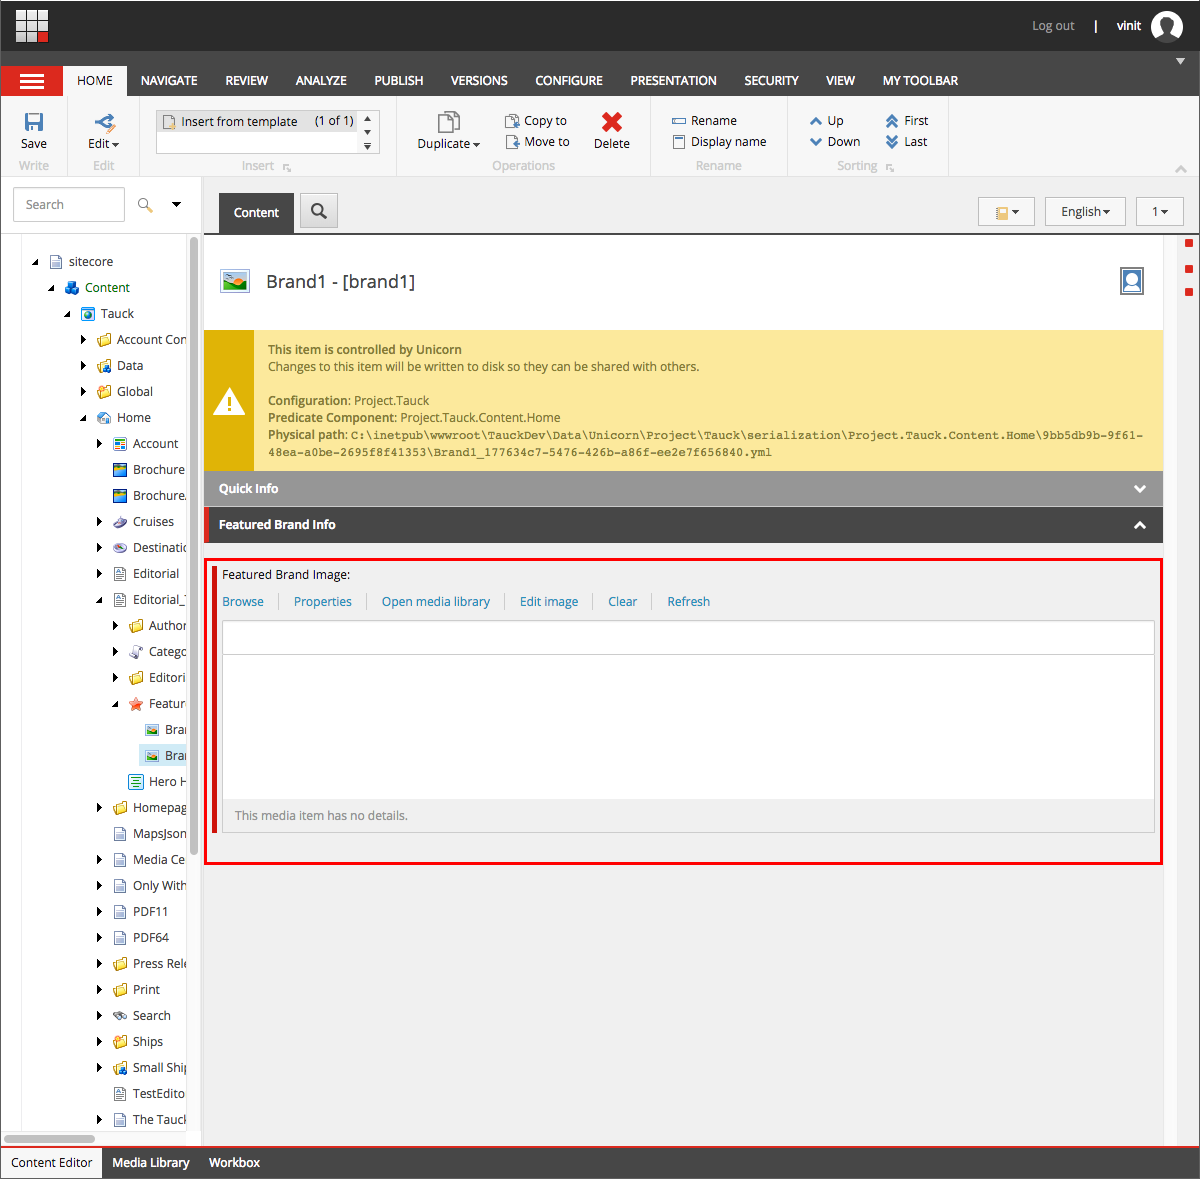 Log out | vinit
HOME NAVIGATE REVIEW ANALYZE PUBLISH VERSIONS CONFIGURE PRESENTATION SECURITY VIEW MY TOOLBAR
Save
Write
Edit
Edit
Insert from template (1 of 1)
Insert
Duplicate
Copy to
Move to
Delete
Operations
Rename
Display name
Rename
Up
Down
First
Last
Sorting
Search
sitecore
Content
Tauck
Account Con
Data
Global
Home
Account
Brochure
Brochure
Cruises
Destinatio
Editorial
Editorial_
Author
Catego
Editori
Featur
Bra
Bra
Hero H
Homepag
MapsJson
Media Ce
Only With
PDF11
PDF64
Press Rele
Print
Search
Ships
Small Ship
TestEdito
The Tauck
Content
English
1
Brand1 - [brand1]
This item is controlled by Unicorn
Changes to this item will be written to disk so they can be shared with others.
Configuration: Project.Tauck
Predicate Component: Project.Tauck.Content.Home
Physical path: C:\inetpub\wwwroot\TauckDev\Data\Unicorn\Project\Tauck\serialization\Project.Tauck.Content.Home\9bb5db9b-9f61-
48ea-a0be-2695f8f41353\Brand1_177634c7-5476-426b-a86f-ee2e7f656840.yml
Quick Info
Featured Brand Info
Featured Brand Image:
Browse Properties Open media library Edit image Clear Refresh
This media item has no details.
Content Editor Media Library Workbox